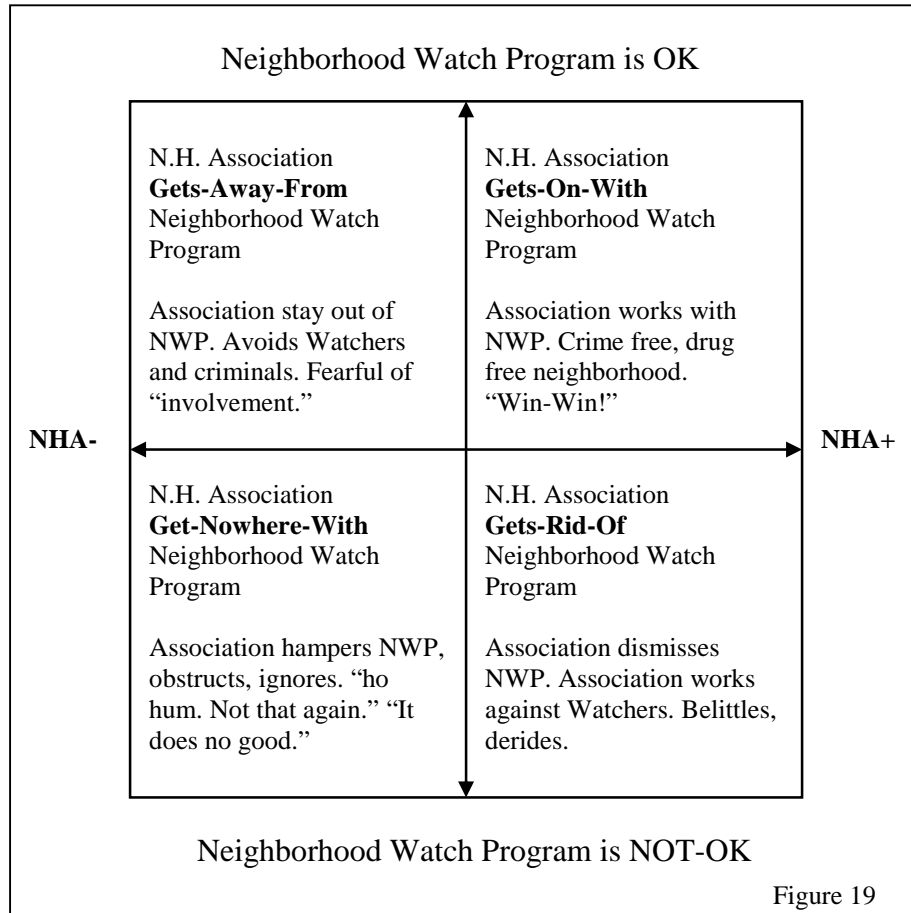 Neighborhood Watch Program is OK
N.H. Association
Gets-Away-From
Neighborhood Watch
Program
Association stay out of
NWP. Avoids Watchers
and criminals. Fearful of
“involvement.”
N.H. Association
Gets-On-With
Neighborhood Watch
Program
Association works with
NWP. Crime free, drug
free neighborhood.
“Win-Win!”
NHA-
NHA+
N.H. Association
Get-Nowhere-With
Neighborhood Watch
Program
Association hampers NWP,
obstructs, ignores. “ho
hum. Not that again.” “It
does no good.”
N.H. Association
Gets-Rid-Of
Neighborhood Watch
Program
Association dismisses
NWP. Association works
against Watchers. Belittles,
derides.
Neighborhood Watch Program is NOT-OK
Figure 19